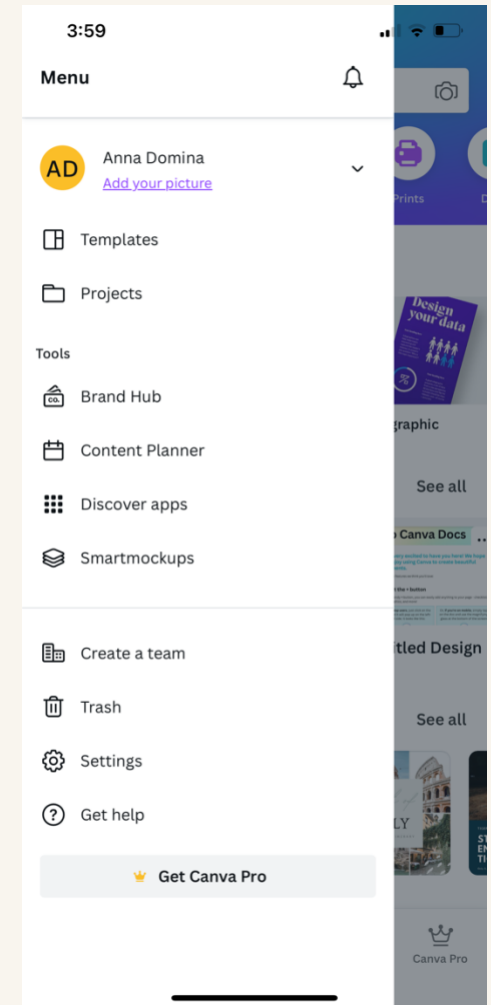 3:59
Menu
AD
Anna Domina
Add your picture
Templates
Projects
Tools
CO.
Brand Hub
Content Planner
Discover apps
Smartmockups
Create a team
Trash
Settings
Get help
Get Canva Pro
Prints
D
Design
your data
%
graphic
See all
Canva Docs
tled Design
See all
LY
Canva Pro